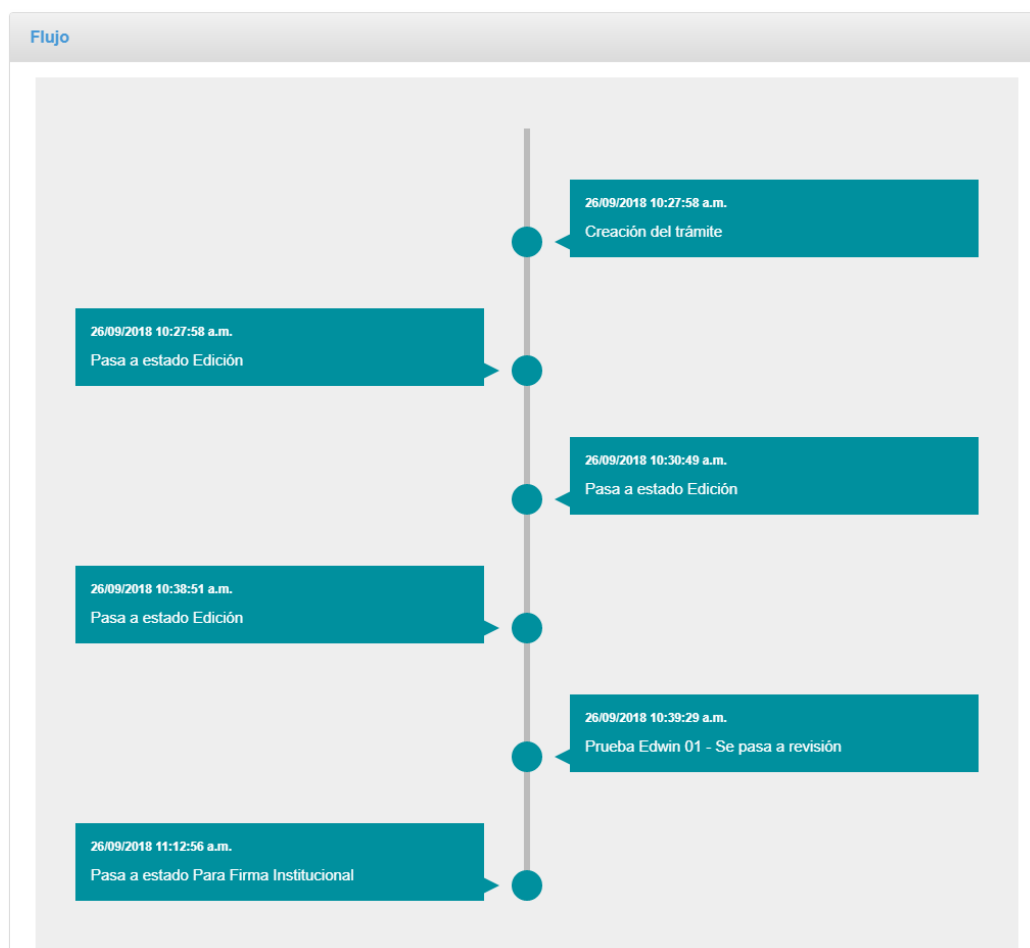 Flujo
26/09/2018 10:27:58 a.m.
Creación del trámite
26/09/2018 10:27:58 a.m.
Pasa a estado Edición
26/09/2018 10:30:49 a.m.
Pasa a estado Edición
26/09/2018 10:38:51 a.m.
Pasa a estado Edición
26/09/2018 10:39:29 a.m.
Prueba Edwin 01 - Se pasa a revisión
26/09/2018 11:12:56 a.m.
Pasa a estado Para Firma Institucional